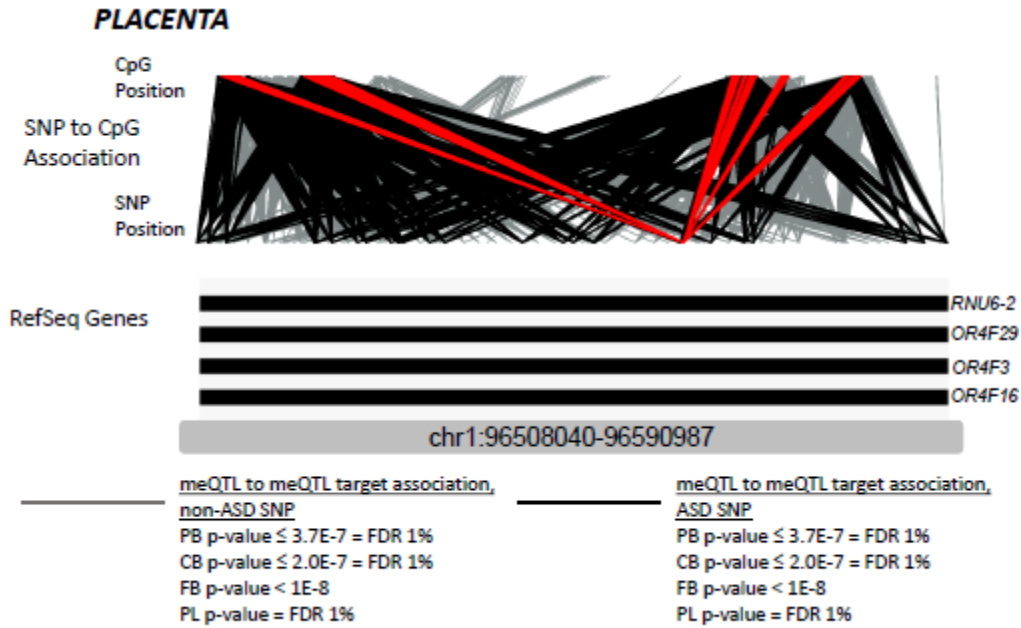 PLACENTA
CpG
Position
SNP to CpG
Association
SNP
Position
RefSeq Genes
RNU6-2
OR4F29
OR4F3
OR4F16
chr1:96508040-96590987
meQTL to meQTL target association,
non-ASD SNP
PB p-value ≤ 3.7E-7 = FDR 1%
CB p-value ≤ 2.0E-7 = FDR 1%
FB p-value < 1E-8
PL p-value = FDR 1%
meQTL to meQTL target association,
ASD SNP
PB p-value ≤ 3.7E-7 = FDR 1%
CB p-value ≤ 2.0E-7 = FDR 1%
FB p-value < 1E-8
PL p-value = FDR 1%